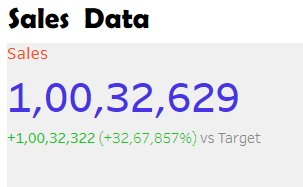 Sales Data
Sales
1,00,32,629
+1,00,32,322 (+32,67,857%) vs Target